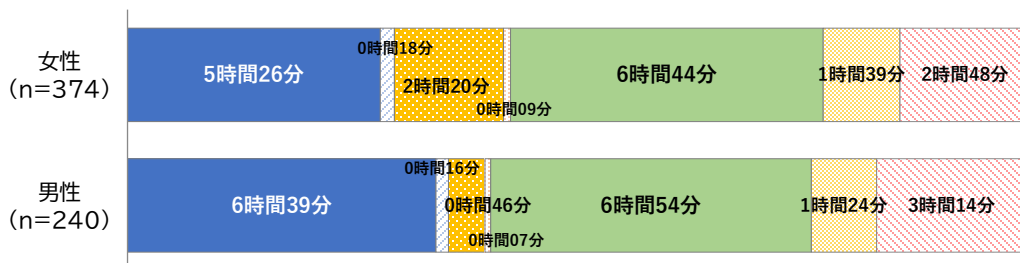 女性
（n=374）
5時間26分
0時間18分
2時間20分
0時間09分
6時間44分
1時間39分
2時間48分
男性
（n=240）
6時間39分
0時間16分
0時間46分
0時間07分
6時間54分
1時間24分
3時間14分